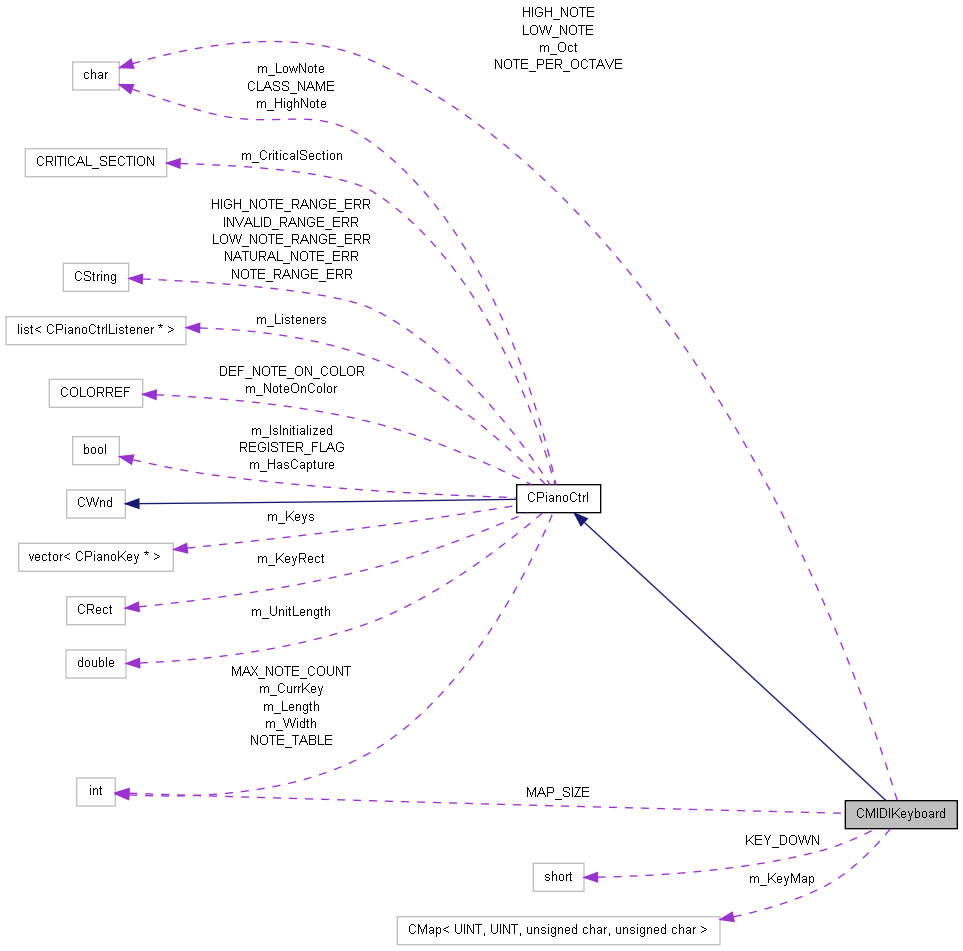 HIGH_NOTE
LOW_NOTE
m_Oct
NOTE_PER_OCTAVE
char
m_LowNote
CLASS_NAME
m_HighNote
CRITICAL_SECTION
m_CriticalSection
HIGH_NOTE_RANGE_ERR
INVALID_RANGE_ERR
LOW_NOTE_RANGE_ERR
NATURAL_NOTE_ERR
NOTE_RANGE_ERR
CString
m_Listeners
list< CPianoCtrlListener * >
DEF_NOTE_ON_COLOR
m_NoteOnColor
COLORREF
m_IsInitialized
REGISTER_FLAG
m_HasCapture
bool
CWnd
CPianoCtrl
m_Keys
vector< CPianoKey * >
m_KeyRect
CRect
m_UnitLength
double
MAX_NOTE_COUNT
m_CurrKey
m_Length
m_Width
NOTE_TABLE
int
MAP_SIZE
CMIDIKeyboard
KEY_DOWN
short
m_KeyMap
CMap< UINT, UINT, unsigned char, unsigned char >